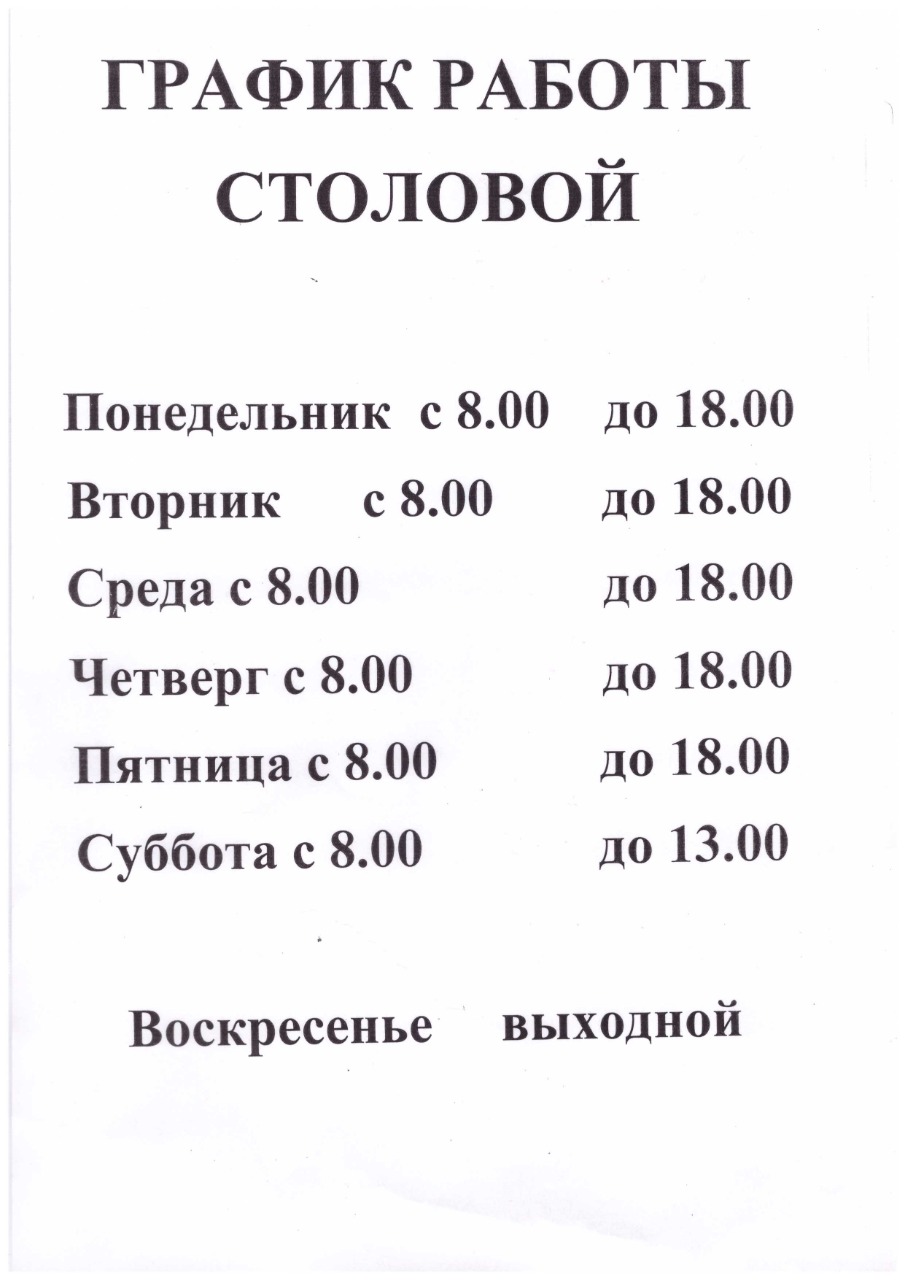 ГРАФИК РАБОТЫ
СТОЛОВОЙ
Понедельник с 8.00 до 18.00
Вторник с 8.00 до 18.00
Среда с 8.00 до 18.00
Четверг с 8.00 до 18.00
Пятница с 8.00 до 18.00
Суббота с 8.00 до 13.00
Воскресенье выходной